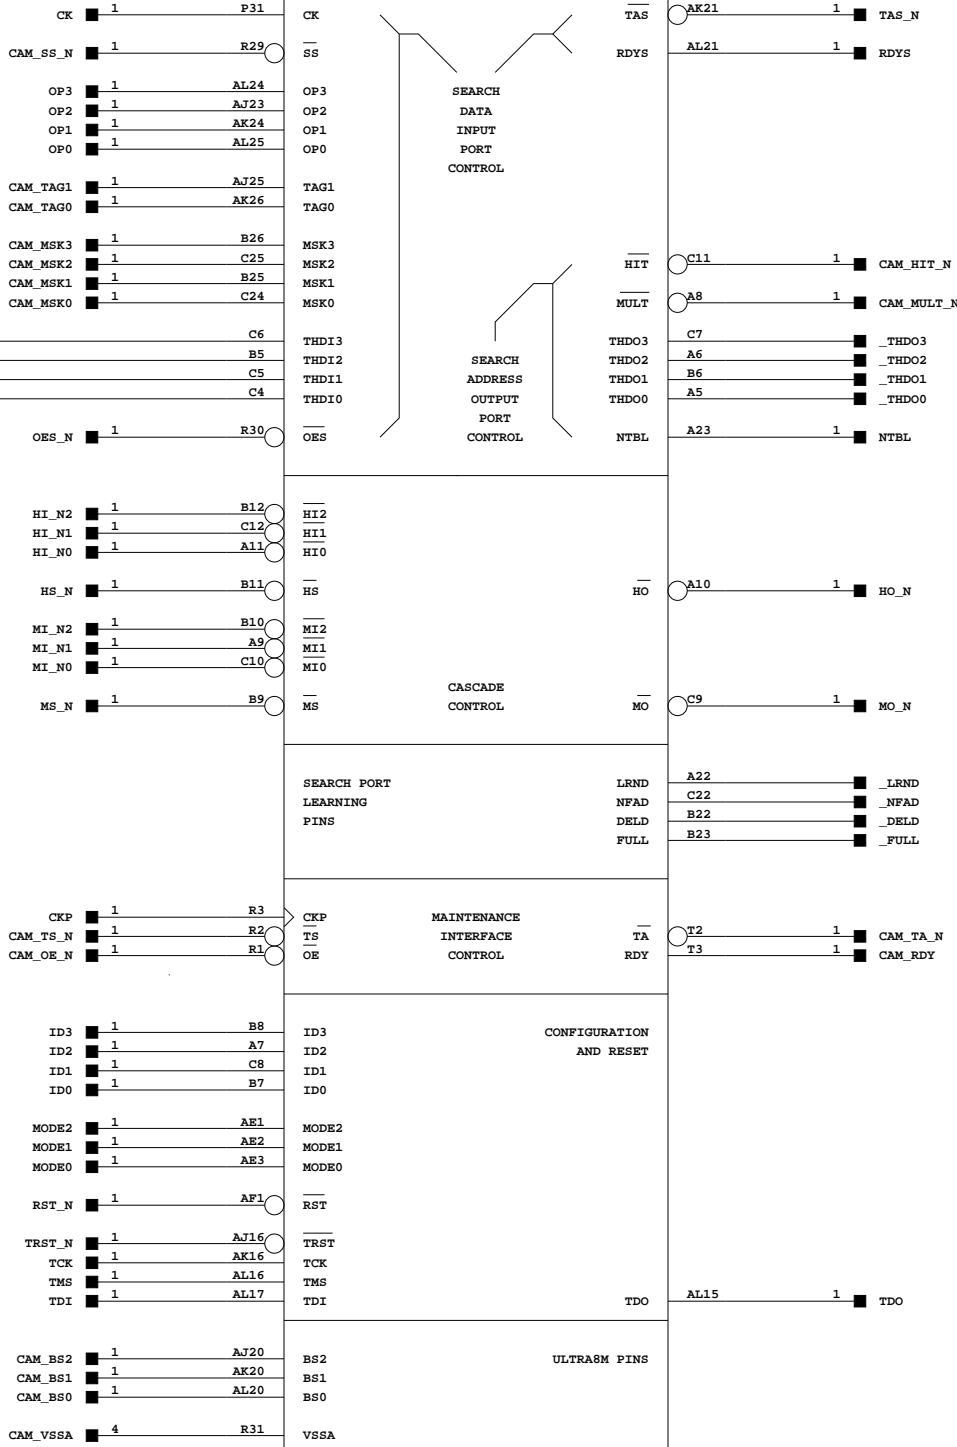 CK 1 P31 CK TAS AK21 1 TAS_N
CAM_SS_N 1 R29 SS RDYS AL21 1 RDYS
OP3 1 AL24 OP3 SEARCH
OP2 1 AJ23 OP2 DATA
OP1 1 AK24 OP1 INPUT
OP0 1 AL25 OP0 PORT
CONTROL
CAM_TAG1 1 AJ25 TAG1
CAM_TAG0 1 AK26 TAG0
CAM_MSK3 1 B26 MSK3
CAM_MSK2 1 C25 MSK2 HIT C11 1 CAM_HIT_N
CAM_MSK1 1 B25 MSK1
CAM_MSK0 1 C24 MSK0 MULT A8 1 CAM_MULT_N
C6 THDI3 THDO3 C7 _THDO3
B5 THDI2 SEARCH THDO2 A6 _THDO2
C5 THDI1 ADDRESS THDO1 B6 _THDO1
C4 THDI0 OUTPUT THDO0 A5 _THDO0
PORT
OES_N 1 R30 OES CONTROL NTBL A23 1 NTBL
HI_N2 1 B12 HI2
HI_N1 1 C12 HI1
HI_N0 1 A11 HI0
HS_N 1 B11 HS HO A10 1 HO_N
MI_N2 1 B10 MI2
MI_N1 1 A9 MI1
MI_N0 1 C10 MI0
CASCADE
MS_N 1 B9 MS CONTROL MO C9 1 MO_N
SEARCH PORT LRND A22 _LRND
LEARNING NFAD C22 _NFAD
PINS DELD B22 _DELD
FULL B23 _FULL
CKP 1 R3 CKP MAINTENANCE
CAM_TS_N 1 R2 TS INTERFACE TA T2 1 CAM_TA_N
CAM_OE_N 1 R1 OE CONTROL RDY T3 1 CAM_RDY
ID3 1 B8 ID3 CONFIGURATION
ID2 1 A7 ID2 AND RESET
ID1 1 C8 ID1
ID0 1 B7 ID0
MODE2 1 AE1 MODE2
MODE1 1 AE2 MODE1
MODE0 1 AE3 MODE0
RST_N 1 AF1 RST
TRST_N 1 AJ16 TRST
TCK 1 AK16 TCK
TMS 1 AL16 TMS
TDI 1 AL17 TDI TDO AL15 1 TDO
CAM_BS2 1 AJ20 BS2 ULTRA8M PINS
CAM_BS1 1 AK20 BS1
CAM_BS0 1 AL20 BS0
CAM_VSSA 4 R31 VSSA